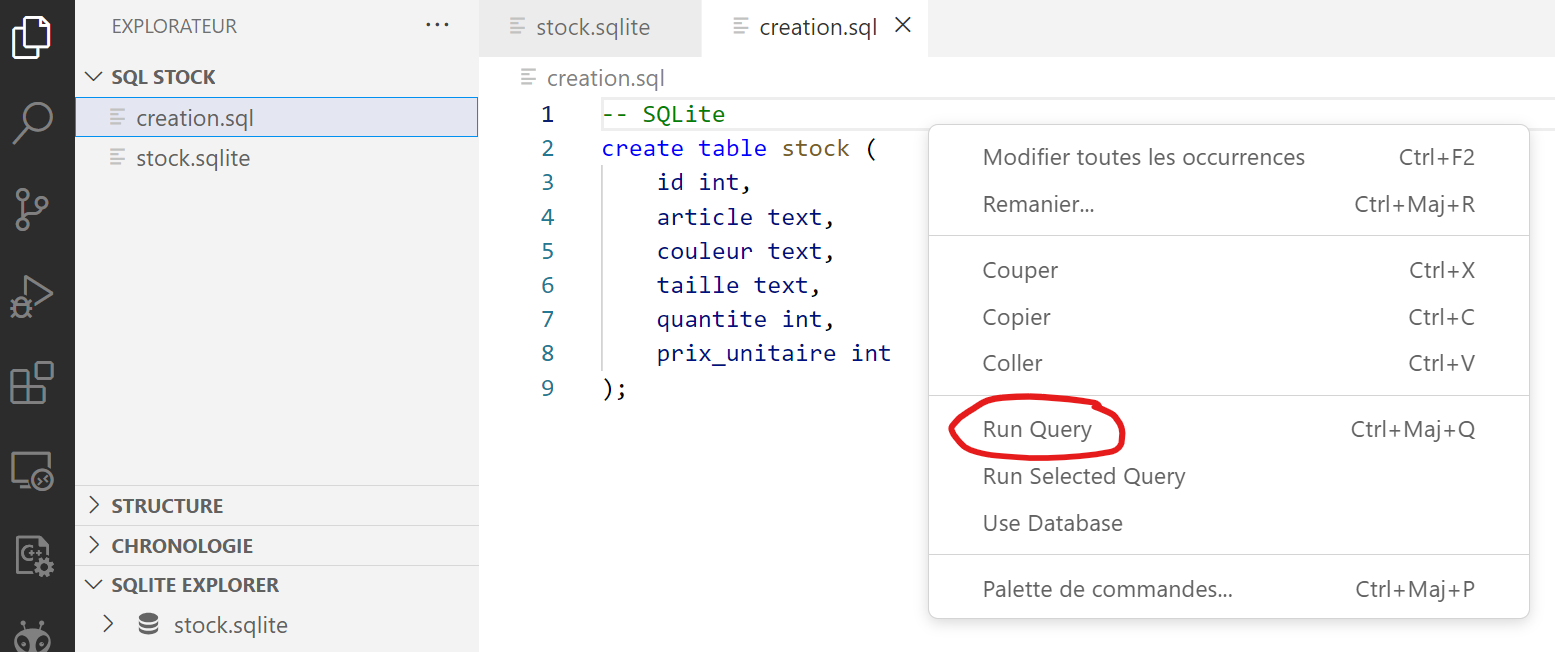 EXPLORATEUR
SQL STOCK
creation.sql
stock.sqlite
STRUCTURE
CHRONOLOGIE
SQLITE EXPLORER
stock.sqlite
stock.sqlite creation.sql
creation.sql
1 -- SQLite
2 create table stock (
3 id int,
4 article text,
5 couleur text,
6 taille text,
7 quantite int,
8 prix_unitaire int
9 );
Modifier toutes les occurrences Ctrl+F2
Remanier... Ctrl+Maj+R
Couper Ctrl+X
Copier Ctrl+C
Coller Ctrl+V
Run Query Ctrl+Maj+Q
Run Selected Query
Use Database
Palette de commandes... Ctrl+Maj+P